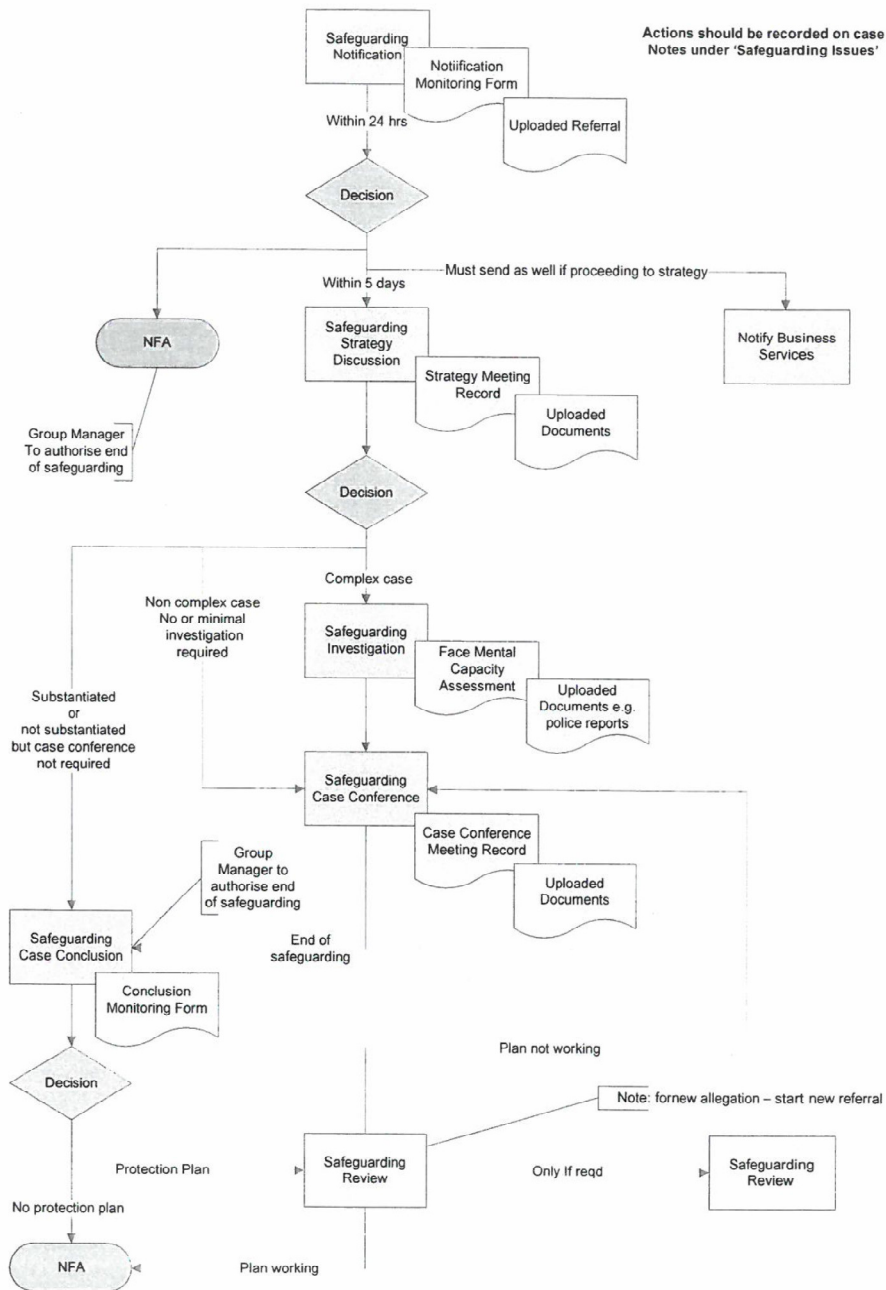 Actions should be recorded on case
Notes under ‘Safeguarding Issues’
Safeguarding
Notification
Notiification
Monitoring Form
Uploaded Referral
Within 24 hrs
Decision
Must send as well if proceeding to strategy
Within 5 days
NFA
Safeguarding
Strategy
Discussion
Notify Business
Services
Strategy Meeting
Record
Uploaded
Documents
Group Manager
To authorise end
of safeguarding
Decision
Complex case
Non complex case
No or minimal
investigation
required
Safeguarding
Investigation
Face Mental
Capacity
Assessment
Uploaded
Documents e.g.
police reports
Substantiated
or
not substantiated
but case conference
not required
Safeguarding
Case Conference
Case Conference
Meeting Record
Uploaded
Documents
Group
Manager to
authorise end
of safeguarding
Safeguarding
Case Conclusion
End of
safeguarding
Conclusion
Monitoring Form
Plan not working
Decision
Note: fornew allegation – start new referral
Protection Plan
Safeguarding
Review
Only If reqd
Safeguarding
Review
No protection plan
NFA
Plan working